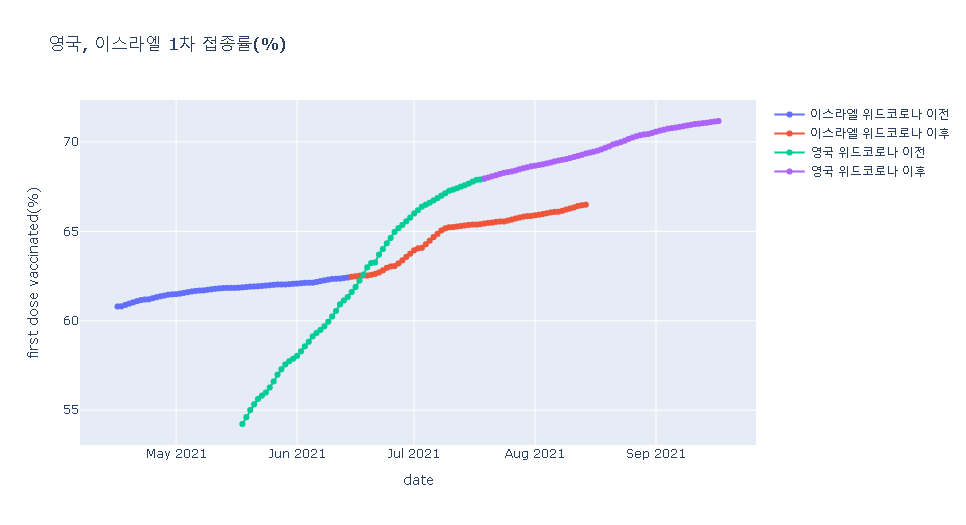 영국, 이스라엘 1차 접종률(%)
이스라엘 위드코로나 이전
이스라엘 위드코로나 이후
영국 위드코로나 이전
영국 위드코로나 이후
first dose vaccinated(%)
70
65
60
55
May 2021
Jun 2021
Jul 2021
Aug 2021
Sep 2021
date